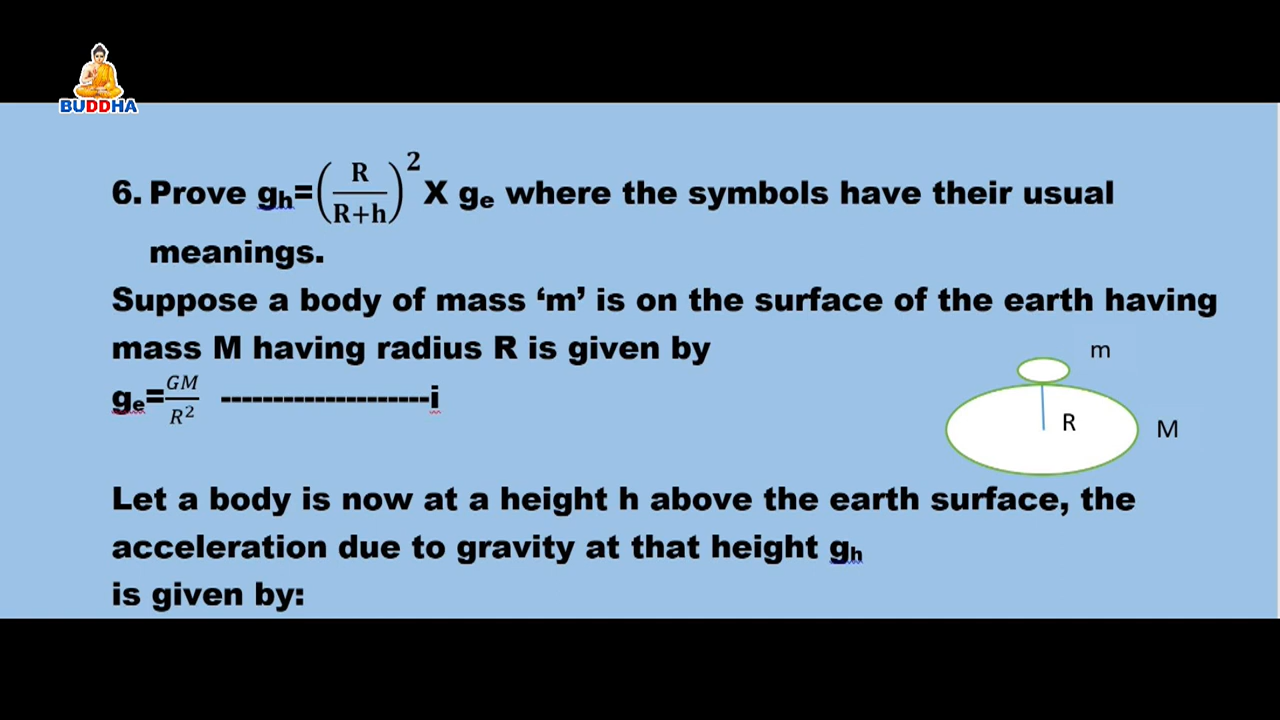 BUDDHA
6. Prove gₕ=(R/R+h)² X gₑ where the symbols have their usual
meanings.
Suppose a body of mass ‘m’ is on the surface of the earth having
mass M having radius R is given by
m
gₑ=GM/R² --------------------i
R
M
Let a body is now at a height h above the earth surface, the
acceleration due to gravity at that height gₕ
is given by: